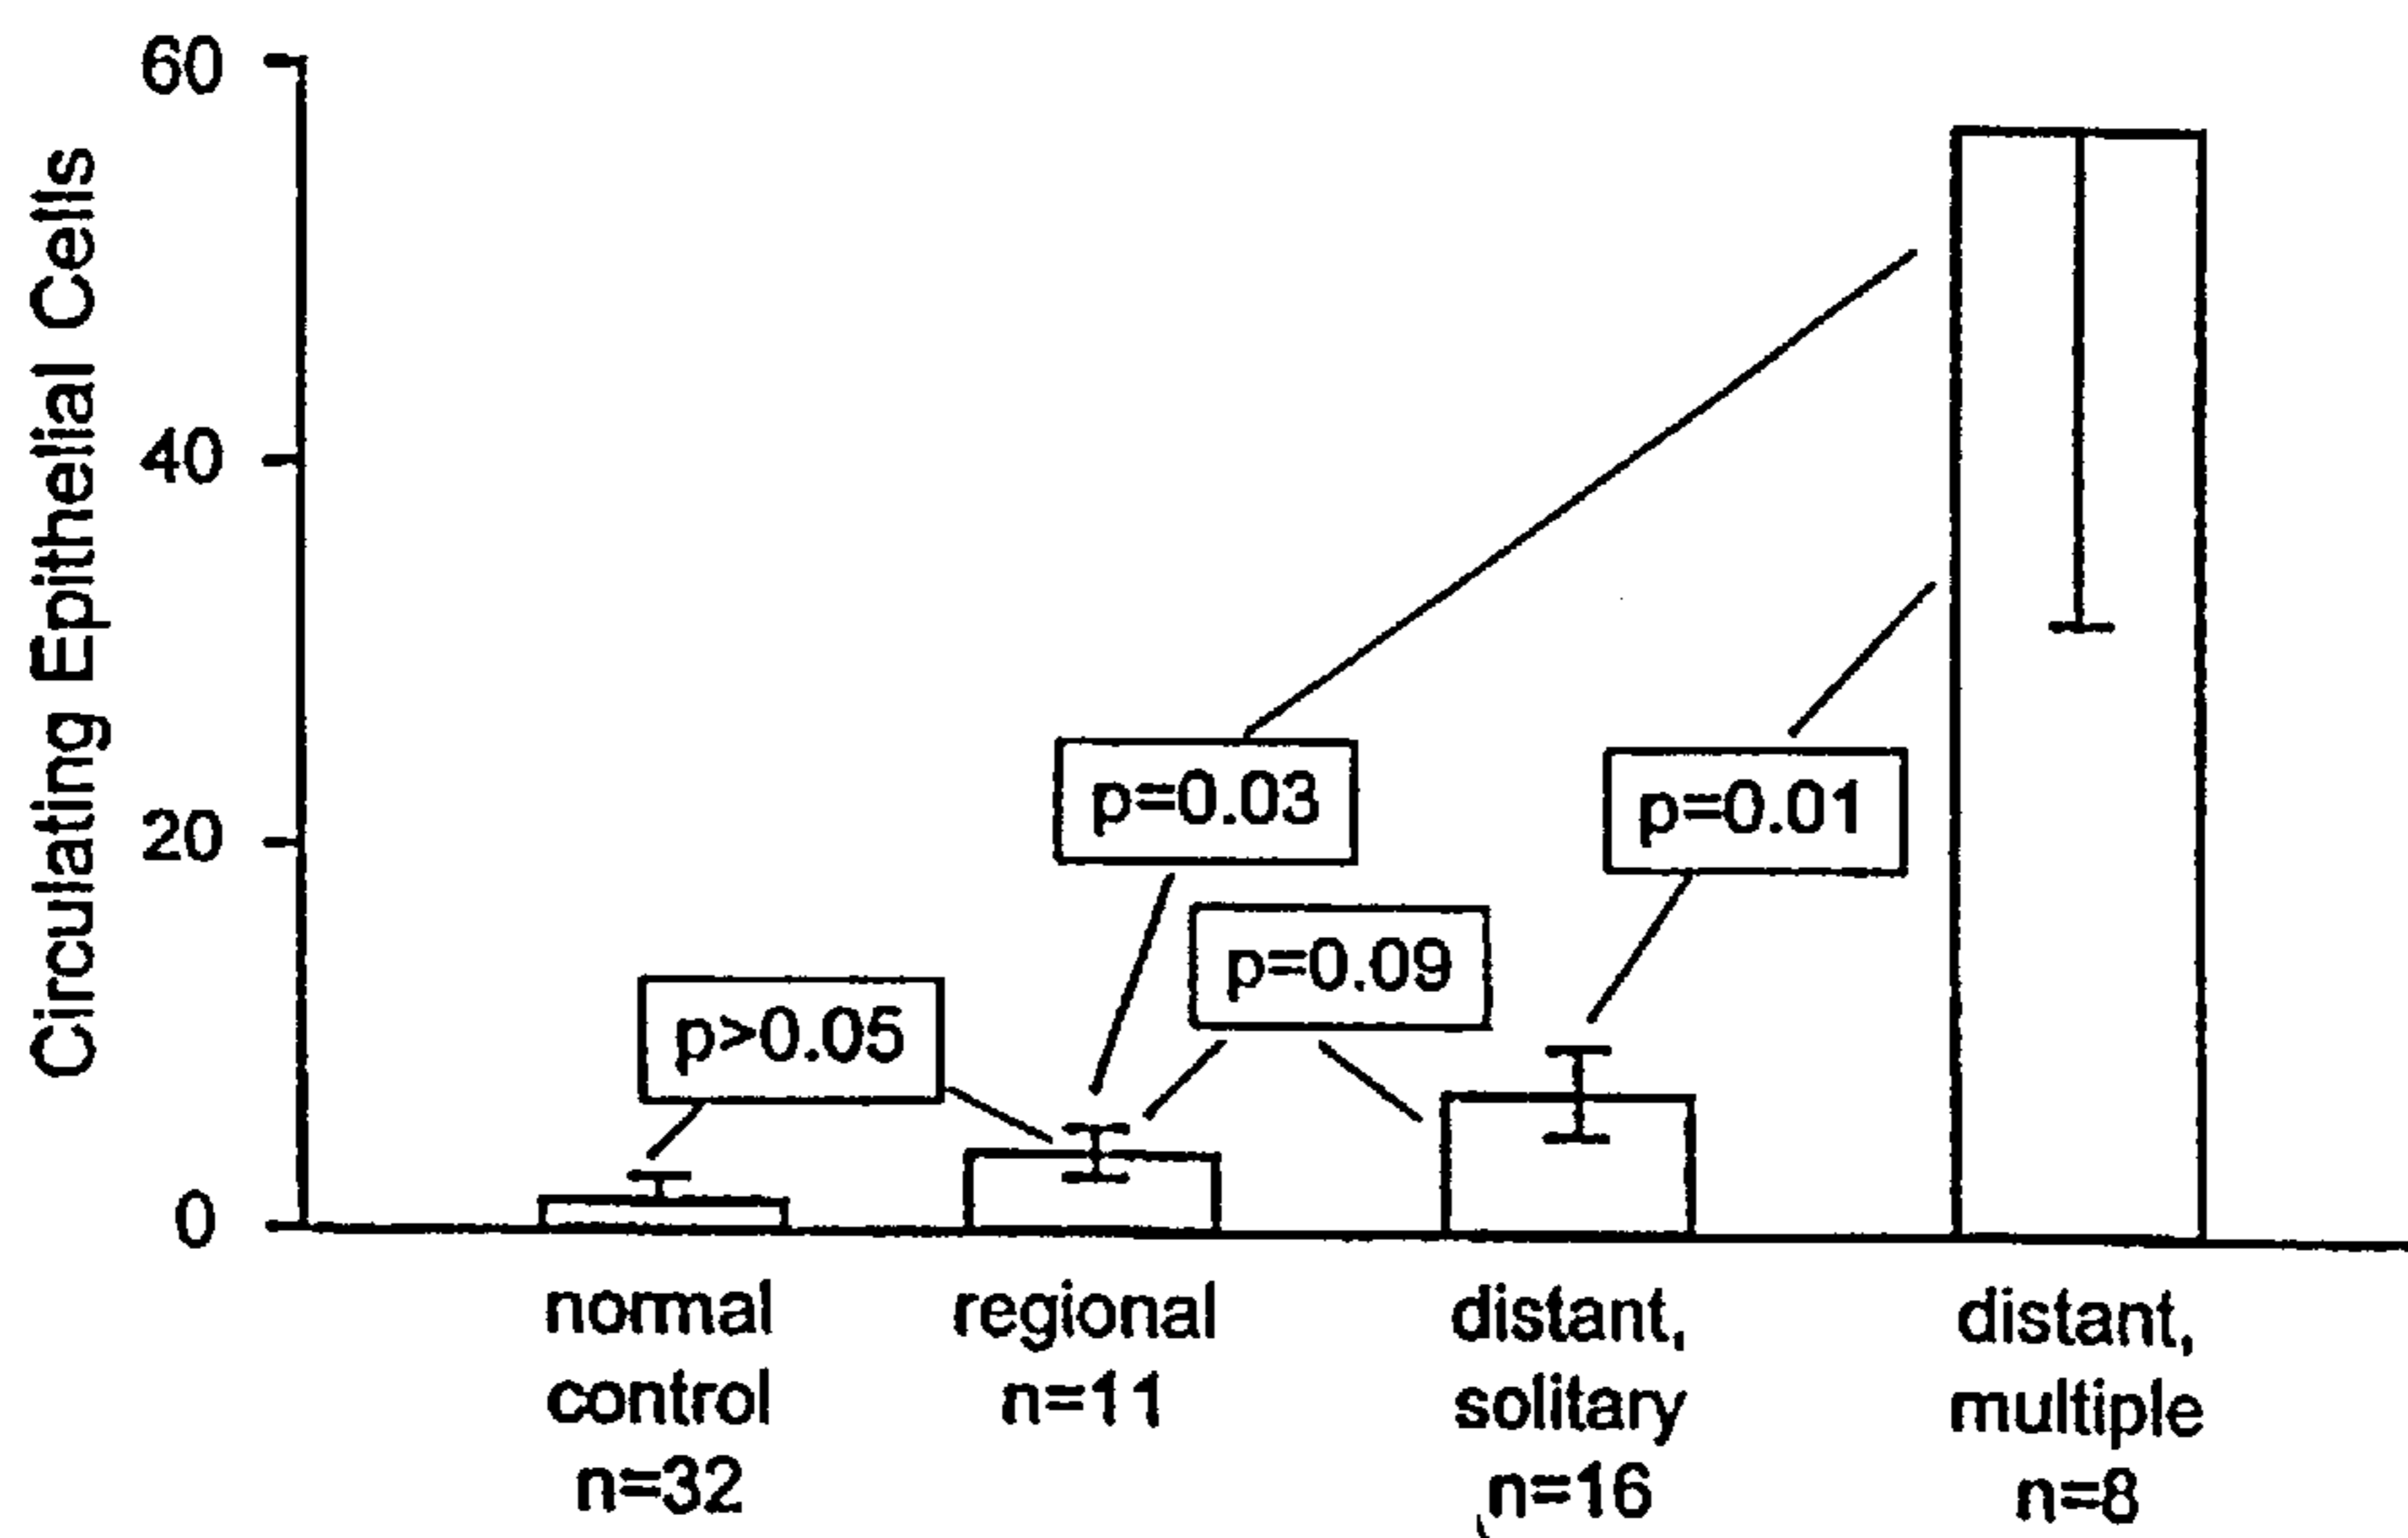 Circulating Epithelial Cells
60
40
20
0
p=0.03
p=0.01
p=0.09
p>0.05
normal
control
n=32
regional
n=11
distant,
solitary
n=16
distant,
multiple
n=8